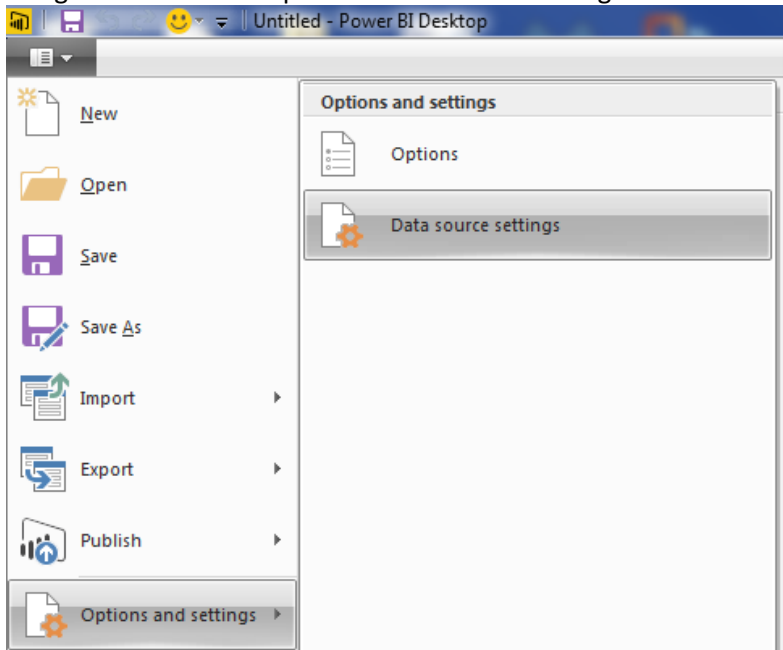 Untitled - Power BI Desktop
New
Open
Save
Save As
Import
Export
Publish
Options and settings
Options and settings
Options
Data source settings